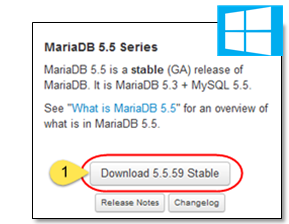 MariaDB 5.5 Series
MariaDB 5.5 is a stable (GA) release of
MariaDB. It is MariaDB 5.3 + MySQL 5.5.
See "What is MariaDB 5.5" for an overview of
what is in MariaDB 5.5.
1
Download 5.5.59 Stable
Release Notes
Changelog